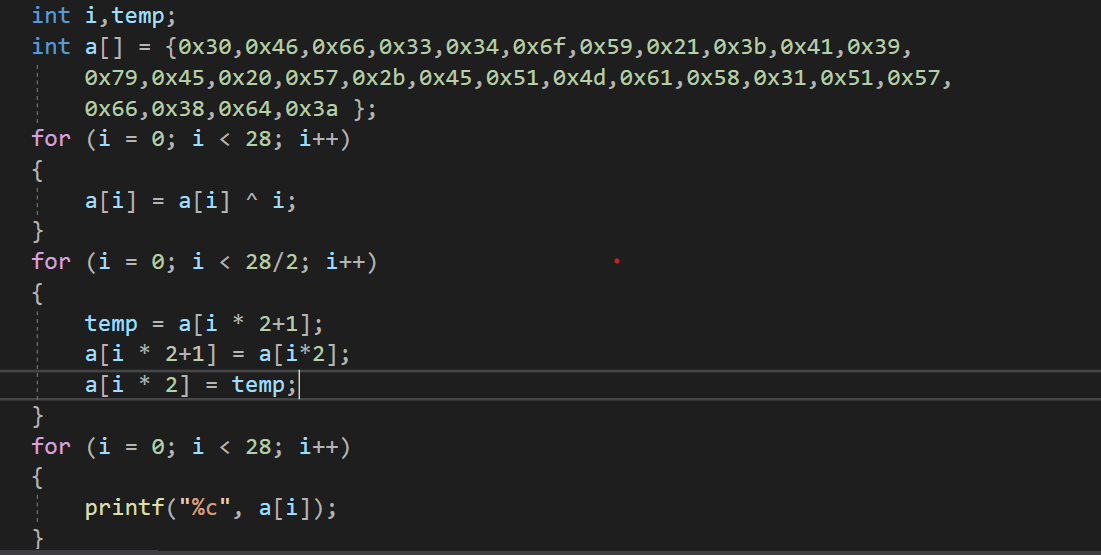 int i,temp;
int a[] = {0x30,0x46,0x66,0x33,0x34,0x6f,0x59,0x21,0x3b,0x41,0x39,
    0x79,0x45,0x20,0x57,0x2b,0x45,0x51,0x4d,0x61,0x58,0x31,0x51,0x57,
    0x66,0x38,0x64,0x3a };
for (i = 0; i < 28; i++)
{
    a[i] = a[i] ^ i;
}
for (i = 0; i < 28/2; i++)
{
    temp = a[i * 2+1];
    a[i * 2+1] = a[i*2];
    a[i * 2] = temp;
}
for (i = 0; i < 28; i++)
{
    printf("%c", a[i]);
}